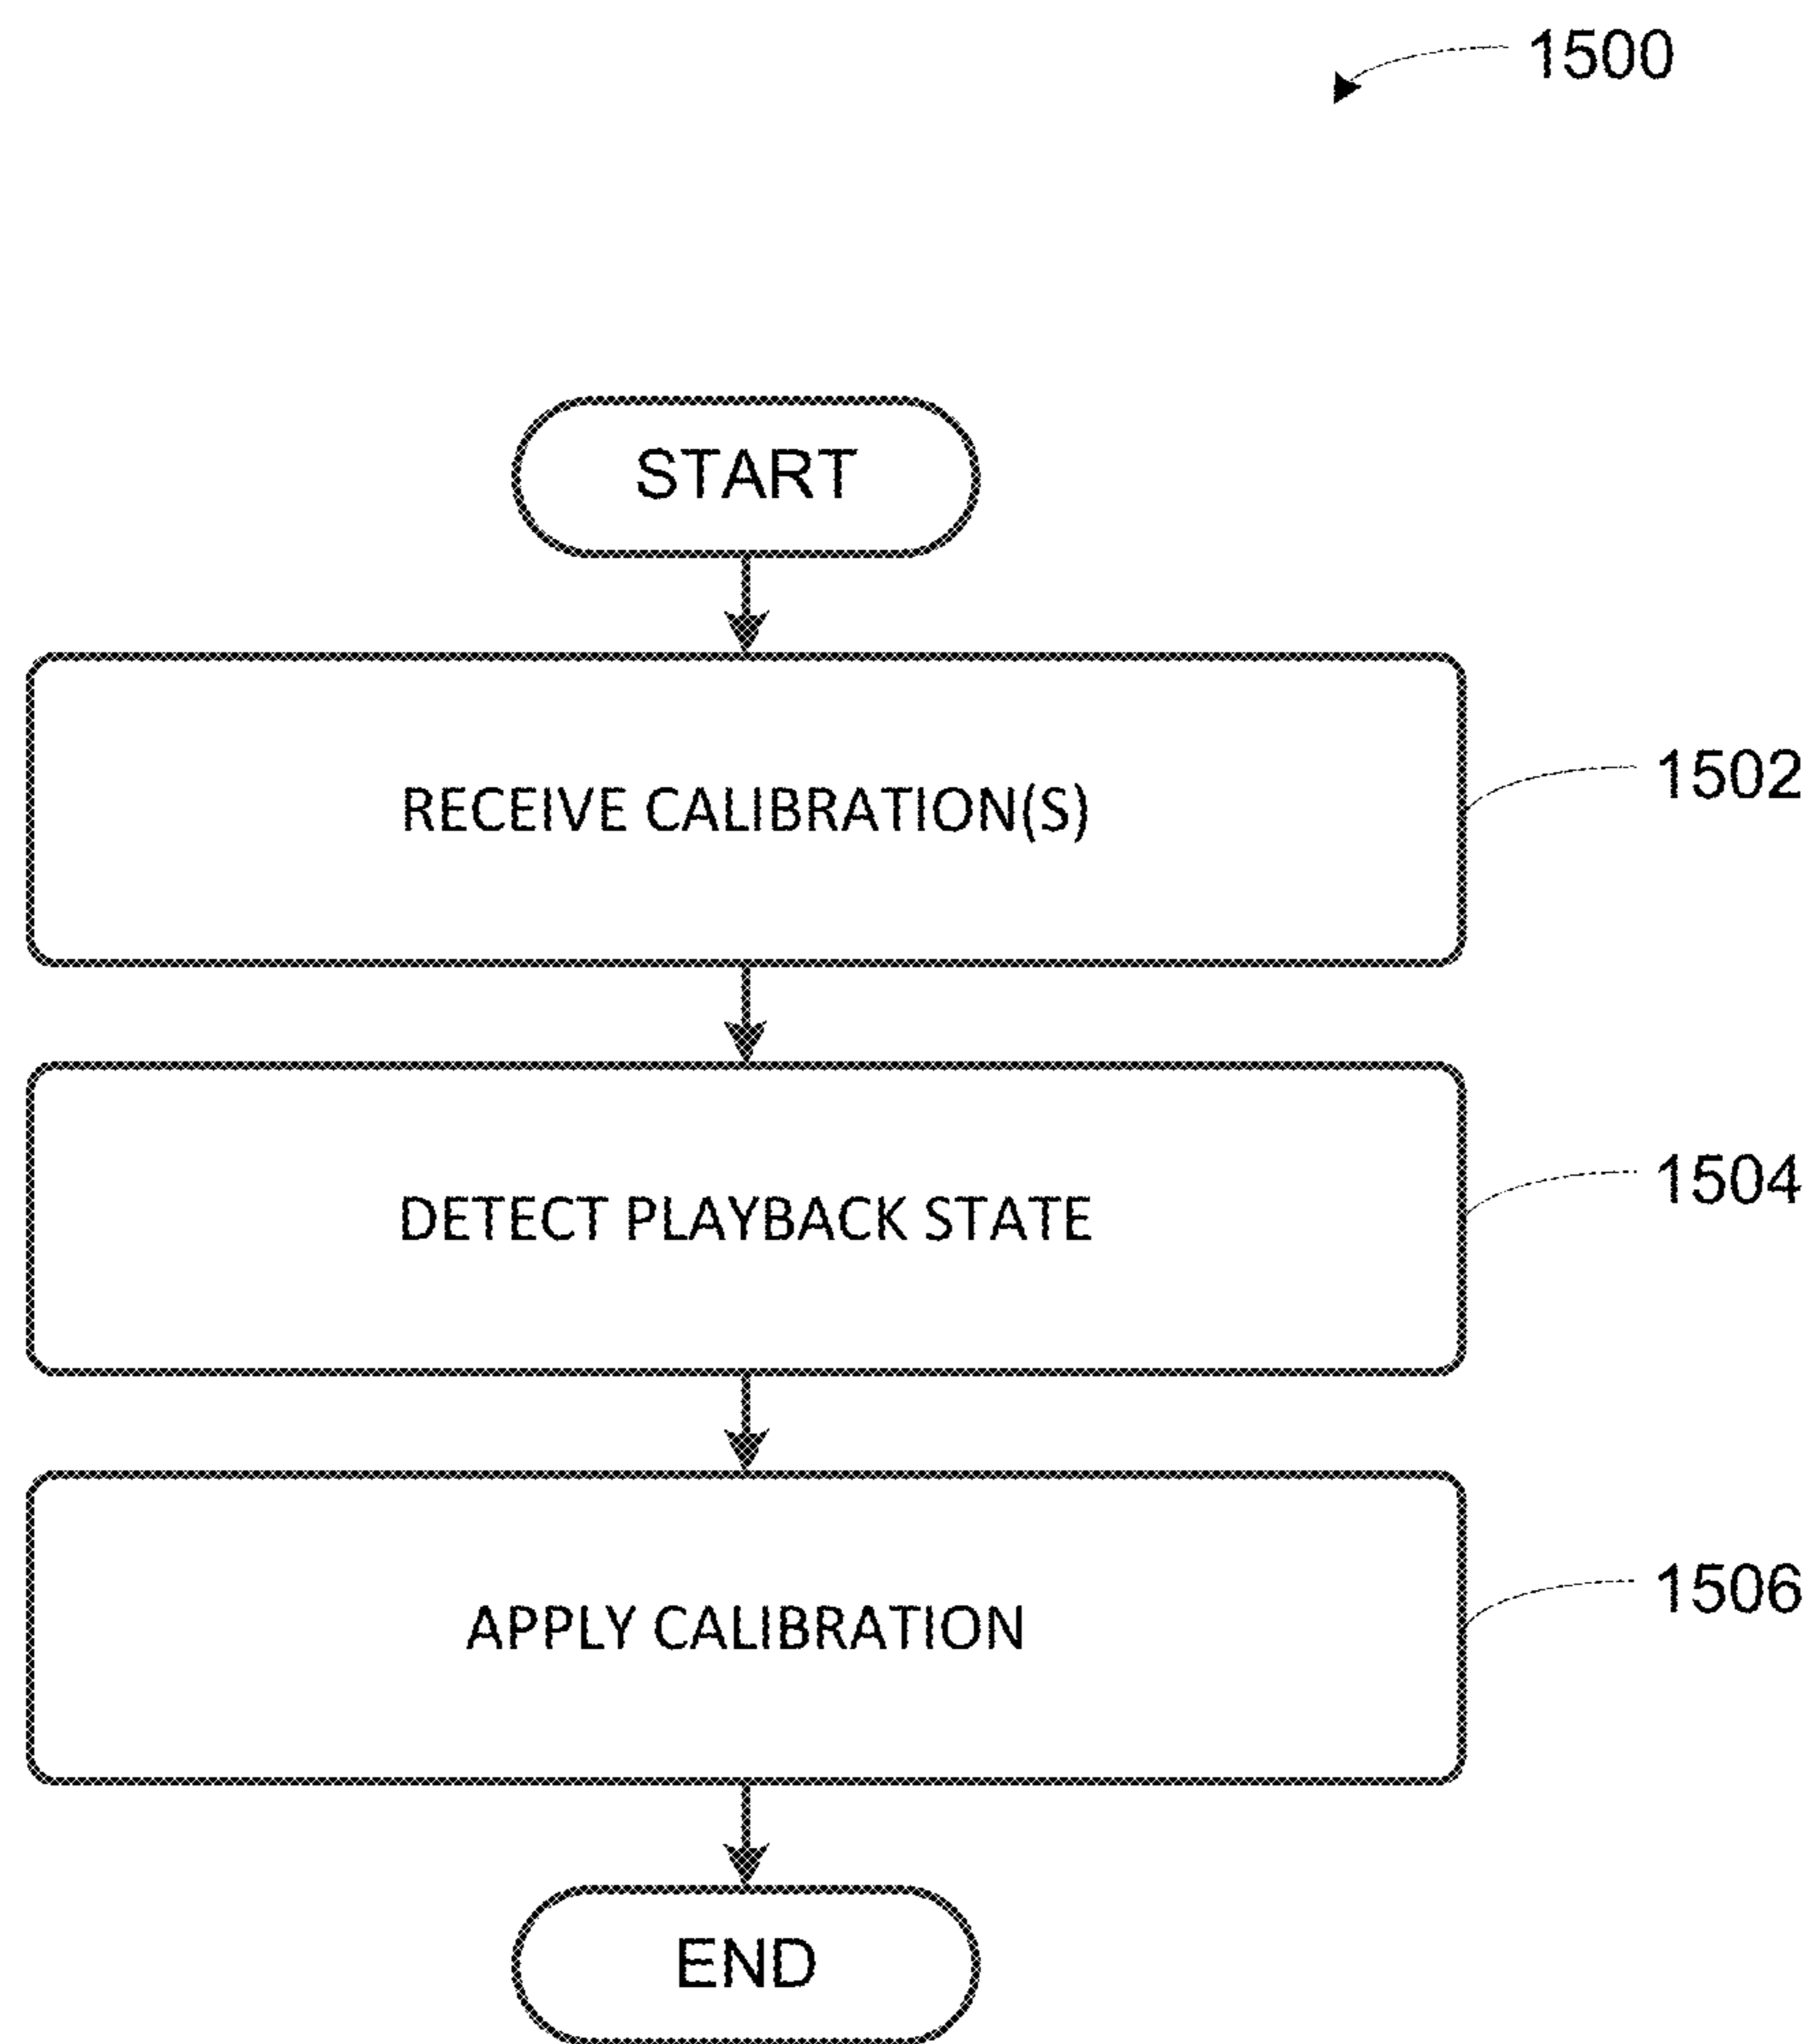 1500
START
RECEIVE CALIBRATION(S)
1502
DETECT PLAYBACK STATE
1504
APPLY CALIBRATION
1506
END